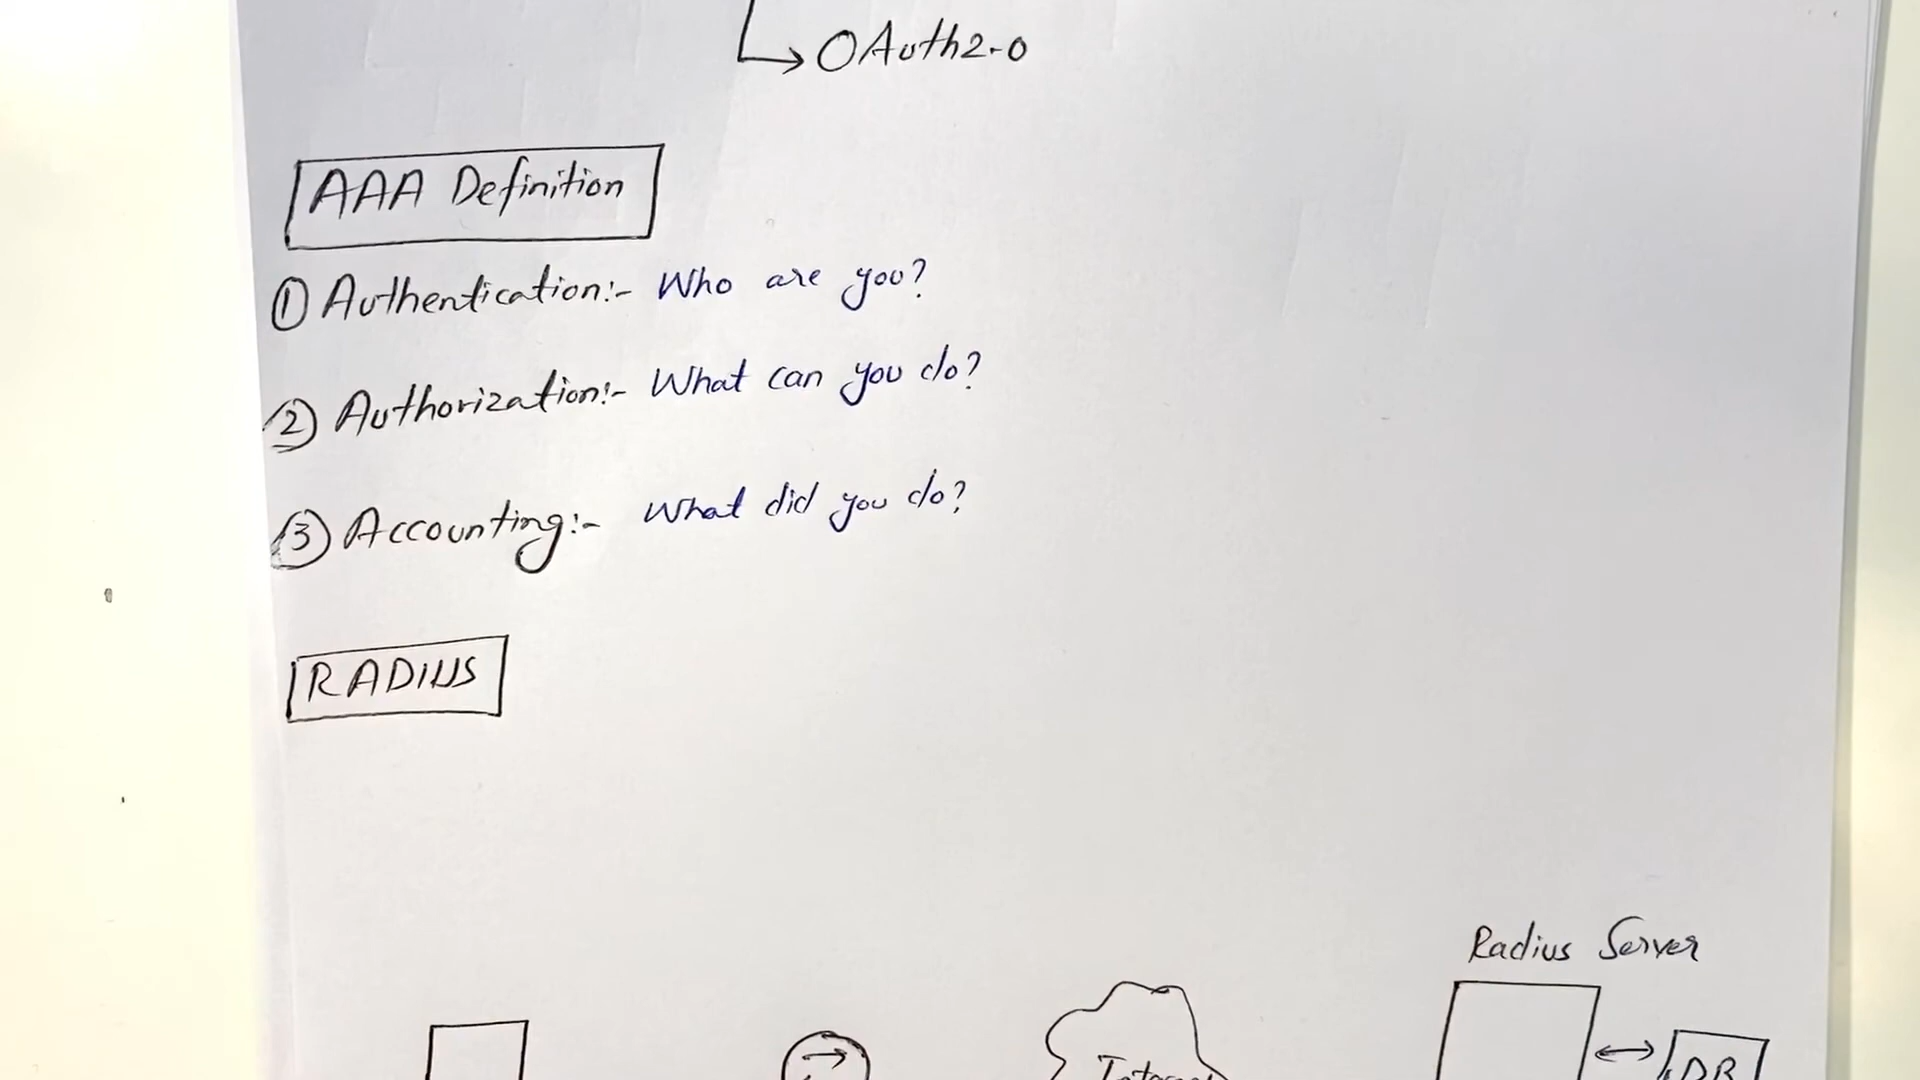 OAuth2.0
AAA Definition
① Authentication:- Who are you?
② Authorization:- What can you do?
③ Accounting:- What did you do?
RADIUS
Radius Server
Internet
DB